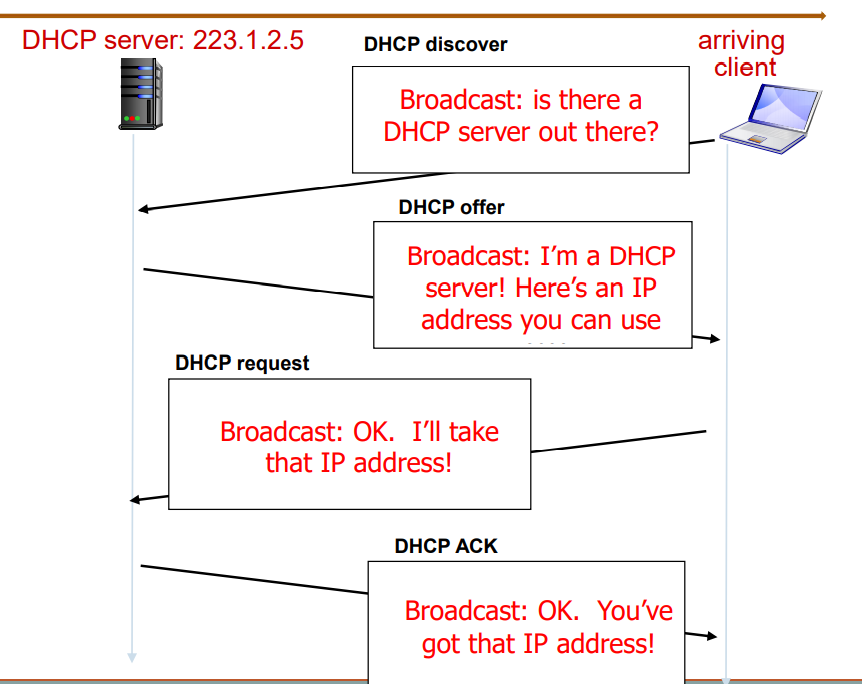 DHCP server: 223.1.2.5
DHCP discover
arriving
client
Broadcast: is there a
DHCP server out there?
DHCP offer
Broadcast: I’m a DHCP
server! Here’s an IP
address you can use
DHCP request
Broadcast: OK.  I’ll take
that IP address!
DHCP ACK
Broadcast: OK.  You’ve
got that IP address!